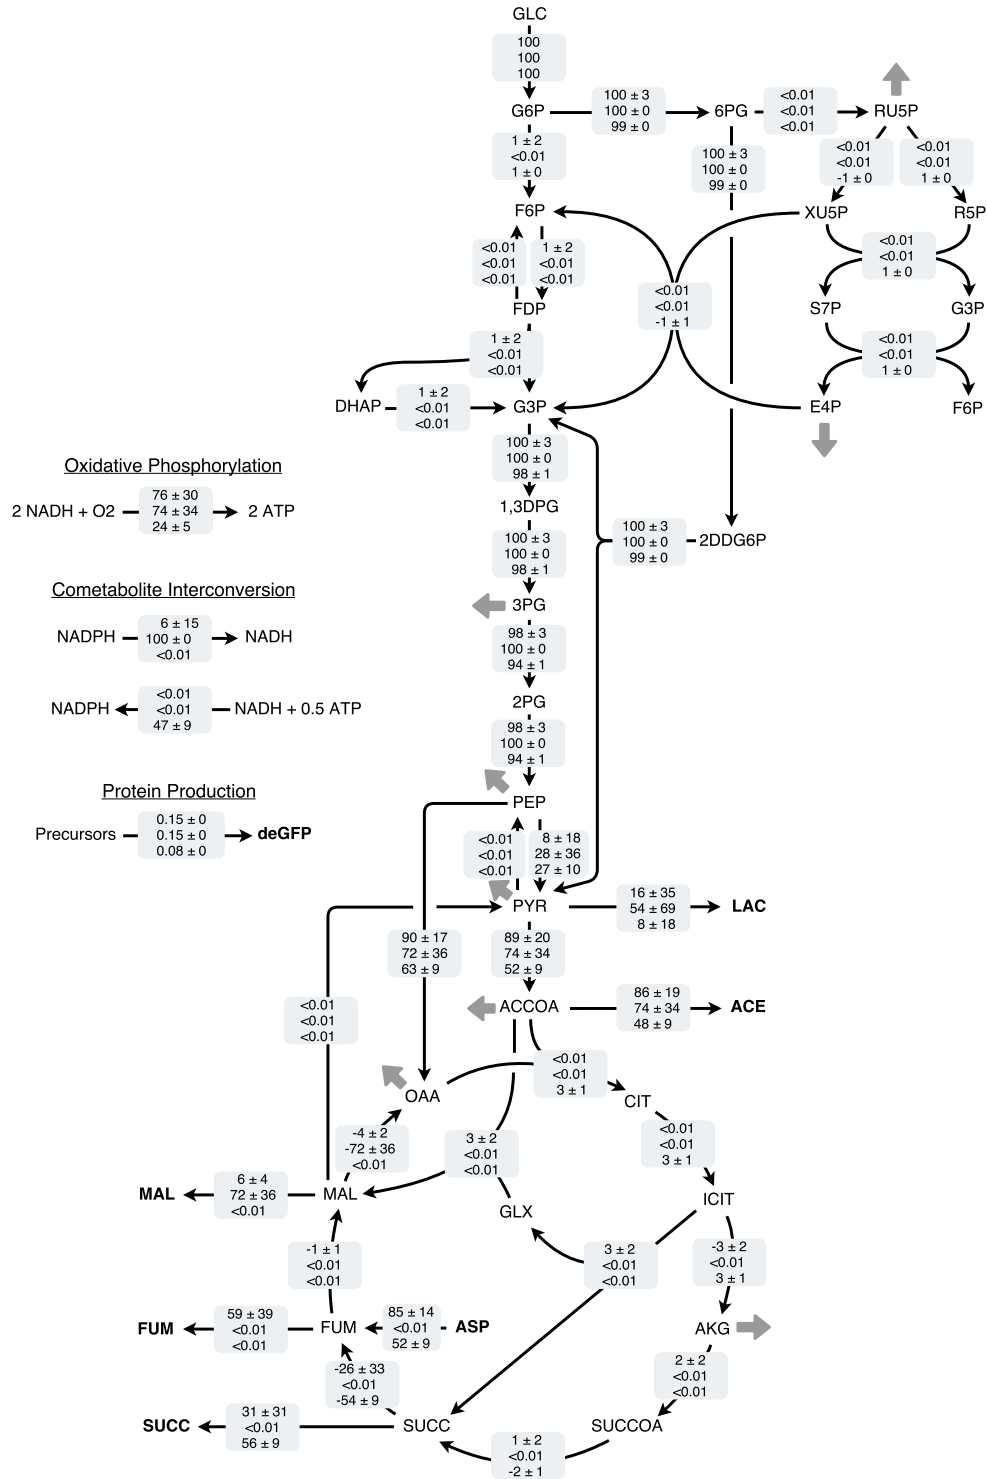 GLC
100
100
100
G6P
100 ± 3
100 ± 0
99 ± 0
6PG
<0.01
<0.01
<0.01
RU5P
1 ± 2
<0.01
1 ± 0
100 ± 3
100 ± 0
99 ± 0
<0.01
<0.01
-1 ± 0
<0.01
<0.01
1 ± 0
F6P
XU5P
R5P
<0.01
<0.01
<0.01
1 ± 2
<0.01
<0.01
<0.01
<0.01
1 ± 0
<0.01
<0.01
-1 ± 1
FDP
S7P
G3P
1 ± 2
<0.01
<0.01
<0.01
<0.01
1 ± 0
DHAP
1 ± 2
<0.01
<0.01
G3P
E4P
F6P
100 ± 3
100 ± 0
98 ± 1
Oxidative Phosphorylation
2 NADH + O2
76 ± 30
74 ± 34
24 ± 5
2 ATP
1,3DPG
100 ± 3
100 ± 0
98 ± 1
100 ± 3
100 ± 0
99 ± 0
2DDG6P
Cometabolite Interconversion
3PG
NADPH
6 ± 15
100 ± 0
<0.01
NADH
98 ± 3
100 ± 0
94 ± 1
NADPH
<0.01
<0.01
47 ± 9
NADH + 0.5 ATP
2PG
98 ± 3
100 ± 0
94 ± 1
Protein Production
Precursors
0.15 ± 0
0.15 ± 0
0.08 ± 0
deGFP
PEP
<0.01
<0.01
<0.01
8 ± 18
28 ± 36
27 ± 10
PYR
16 ± 35
54 ± 69
8 ± 18
LAC
90 ± 17
72 ± 36
63 ± 9
89 ± 20
74 ± 34
52 ± 9
<0.01
<0.01
<0.01
ACCOA
86 ± 19
74 ± 34
48 ± 9
ACE
<0.01
<0.01
3 ± 1
OAA
CIT
-4 ± 2
-72 ± 36
<0.01
3 ± 2
<0.01
<0.01
<0.01
<0.01
3 ± 1
MAL
6 ± 4
72 ± 36
<0.01
MAL
GLX
ICIT
-1 ± 1
<0.01
<0.01
3 ± 2
<0.01
<0.01
-3 ± 2
<0.01
3 ± 1
FUM
59 ± 39
<0.01
<0.01
FUM
85 ± 14
<0.01
52 ± 9
ASP
AKG
-26 ± 33
<0.01
-54 ± 9
2 ± 2
<0.01
<0.01
SUCC
31 ± 31
<0.01
56 ± 9
SUCC
SUCCOA
1 ± 2
<0.01
-2 ± 1